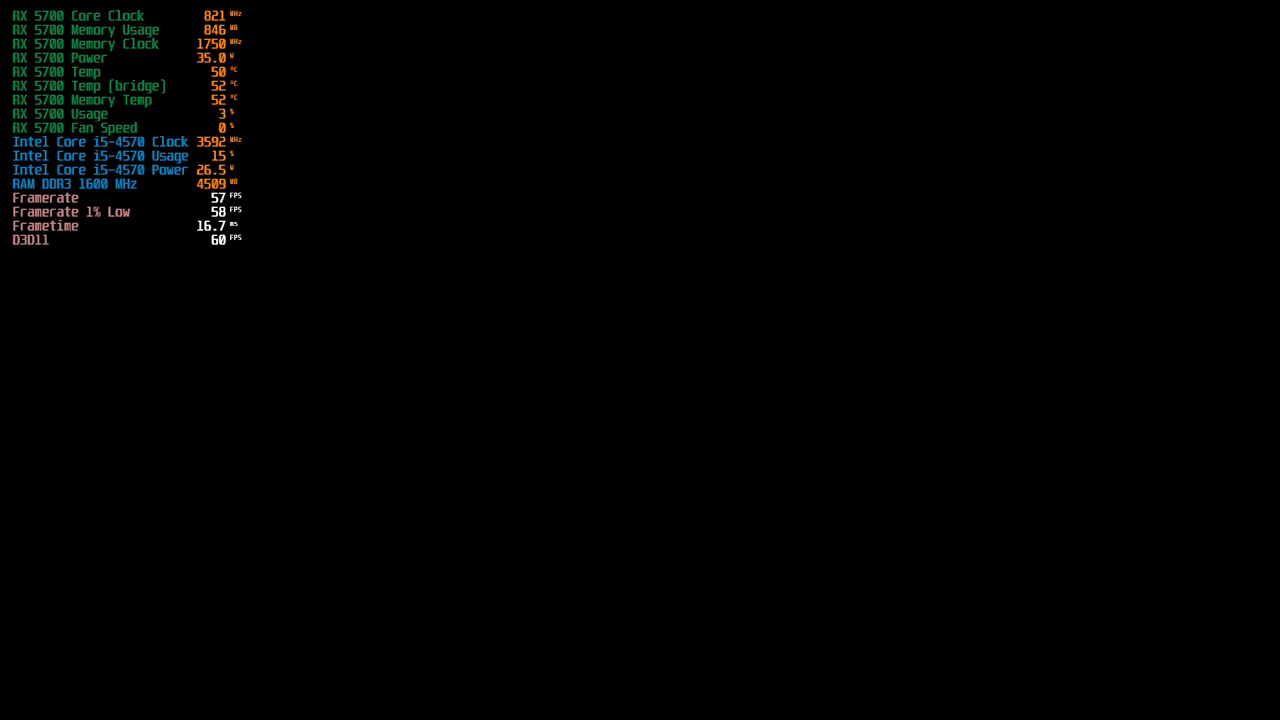 RX 5700 Core Clock 821 MHz
RX 5700 Memory Usage 846 MB
RX 5700 Memory Clock 1750 MHz
RX 5700 Power 35.0 W
RX 5700 Temp 50 °C
RX 5700 Temp (bridge) 52 °C
RX 5700 Memory Temp 52 °C
RX 5700 Usage 3 %
RX 5700 Fan Speed 0 %
Intel Core i5-4570 Clock 3592 MHz
Intel Core i5-4570 Usage 15 %
Intel Core i5-4570 Power 26.5 W
RAM DDR3 1600 MHz 4509 MB
Framerate 57 FPS
Framerate 1% Low 58 FPS
Frametime 16.7 ms
D3D11 60 FPS